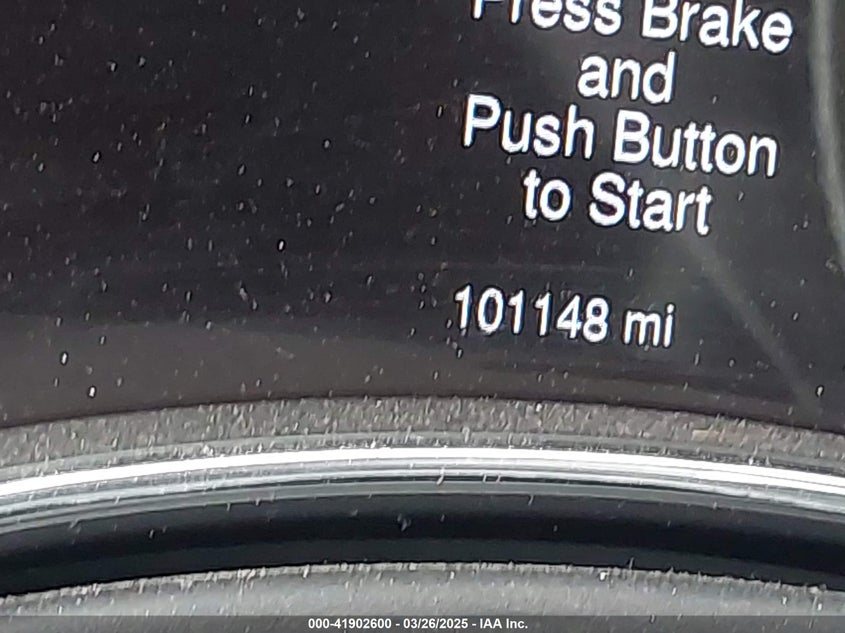 Press Brake
and
Push Button
to Start
101148 mi
000-41902600 - 03/26/2025 - IAA Inc.